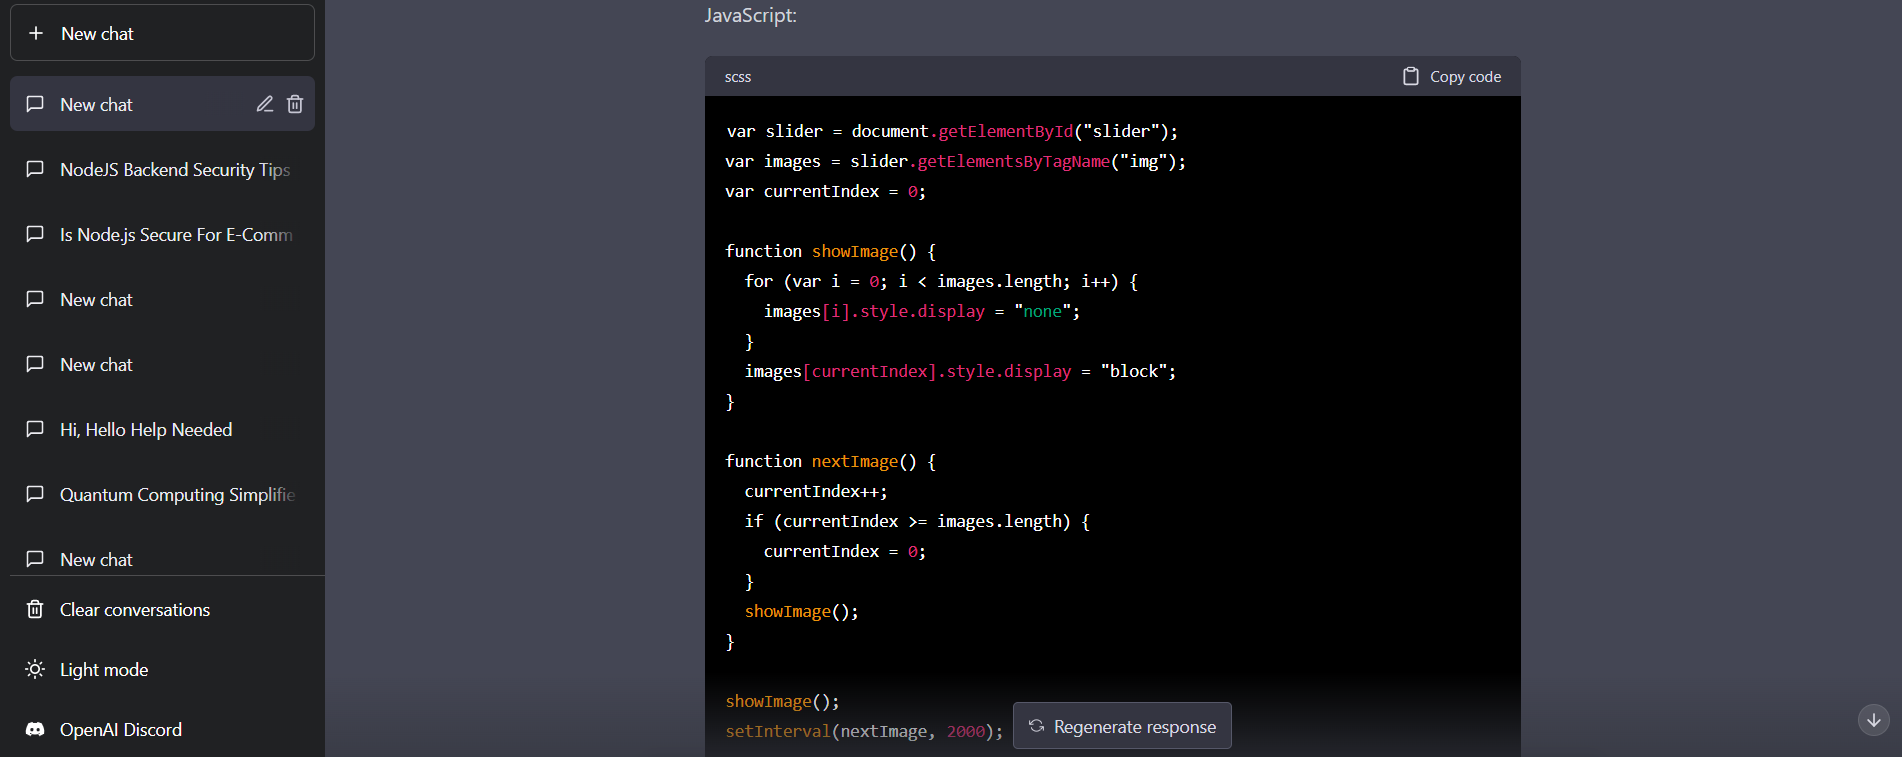 New chat
New chat
NodeJS Backend Security Tips
Is Node.js Secure For E-Comm
New chat
New chat
Hi, Hello Help Needed
Quantum Computing Simplifie
New chat
Clear conversations
Light mode
OpenAI Discord
JavaScript:
scss
Copy code
var slider = document.getElementById("slider");
var images = slider.getElementsByTagName("img");
var currentIndex = 0;
function showImage() {
  for (var i = 0; i < images.length; i++) {
    images[i].style.display = "none";
  }
  images[currentIndex].style.display = "block";
}
function nextImage() {
  currentIndex++;
  if (currentIndex >= images.length) {
    currentIndex = 0;
  }
  showImage();
}
showImage();
setInterval(nextImage, 2000);
Regenerate response